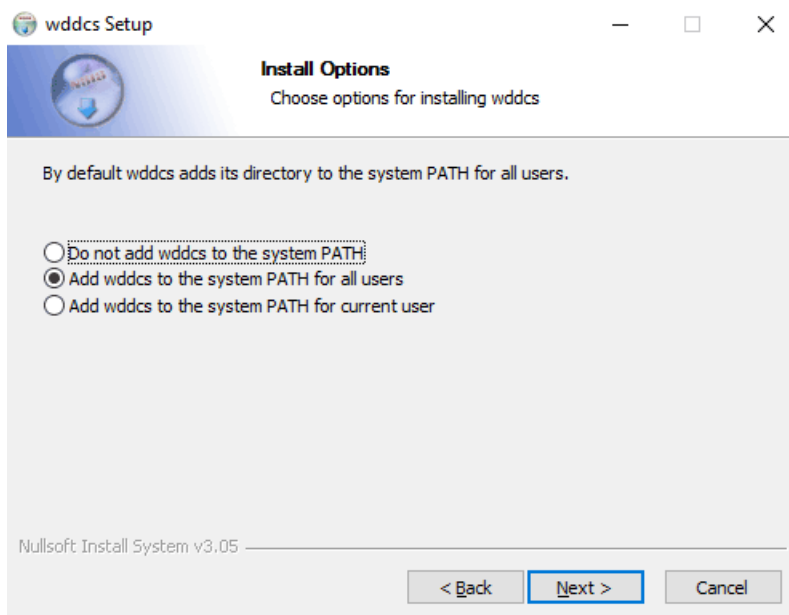 wddcs Setup
Install Options
Choose options for installing wddcs
By default wddcs adds its directory to the system PATH for all users.
Do not add wddcs to the system PATH
Add wddcs to the system PATH for all users
Add wddcs to the system PATH for current user
Nullsoft Install System v3.05
< Back
Next >
Cancel